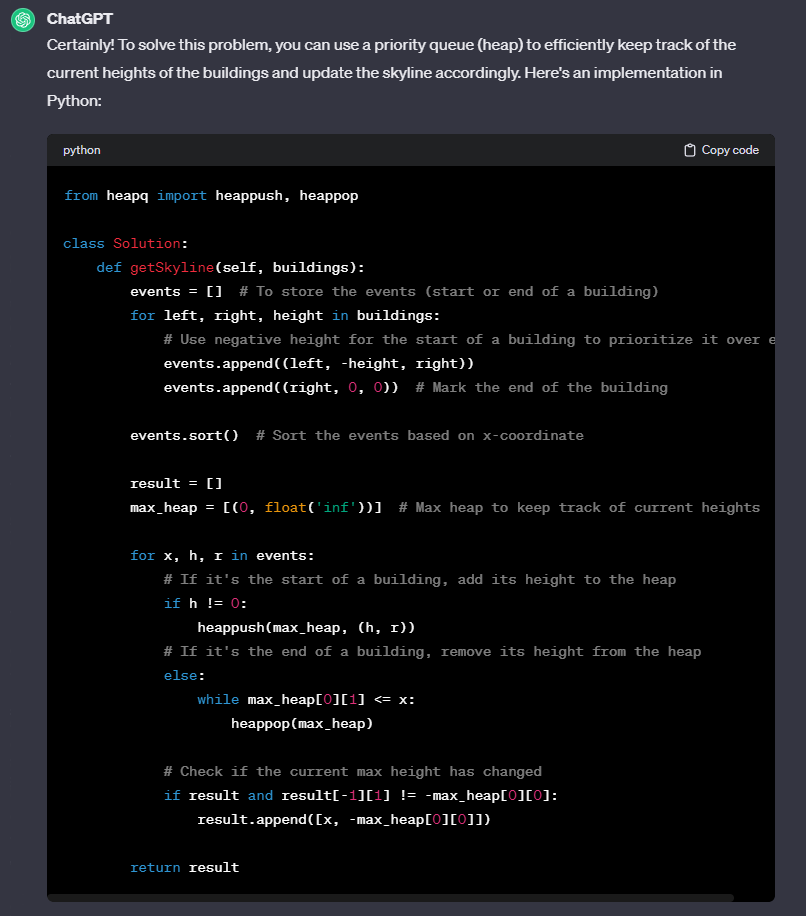 ChatGPT
Certainly! To solve this problem, you can use a priority queue (heap) to efficiently keep track of the
current heights of the buildings and update the skyline accordingly. Here's an implementation in
Python:
python
Copy code
from heapq import heappush, heappop
class Solution:
    def getSkyline(self, buildings):
        events = []  # To store the events (start or end of a building)
        for left, right, height in buildings:
            # Use negative height for the start of a building to prioritize it over e
            events.append((left, -height, right))
            events.append((right, 0, 0))  # Mark the end of the building
        events.sort()  # Sort the events based on x-coordinate
        result = []
        max_heap = [(0, float('inf'))]  # Max heap to keep track of current heights
        for x, h, r in events:
            # If it's the start of a building, add its height to the heap
            if h != 0:
                heappush(max_heap, (h, r))
            # If it's the end of a building, remove its height from the heap
            else:
                while max_heap[0][1] <= x:
                    heappop(max_heap)
            # Check if the current max height has changed
            if result and result[-1][1] != -max_heap[0][0]:
                result.append([x, -max_heap[0][0]])
        return result